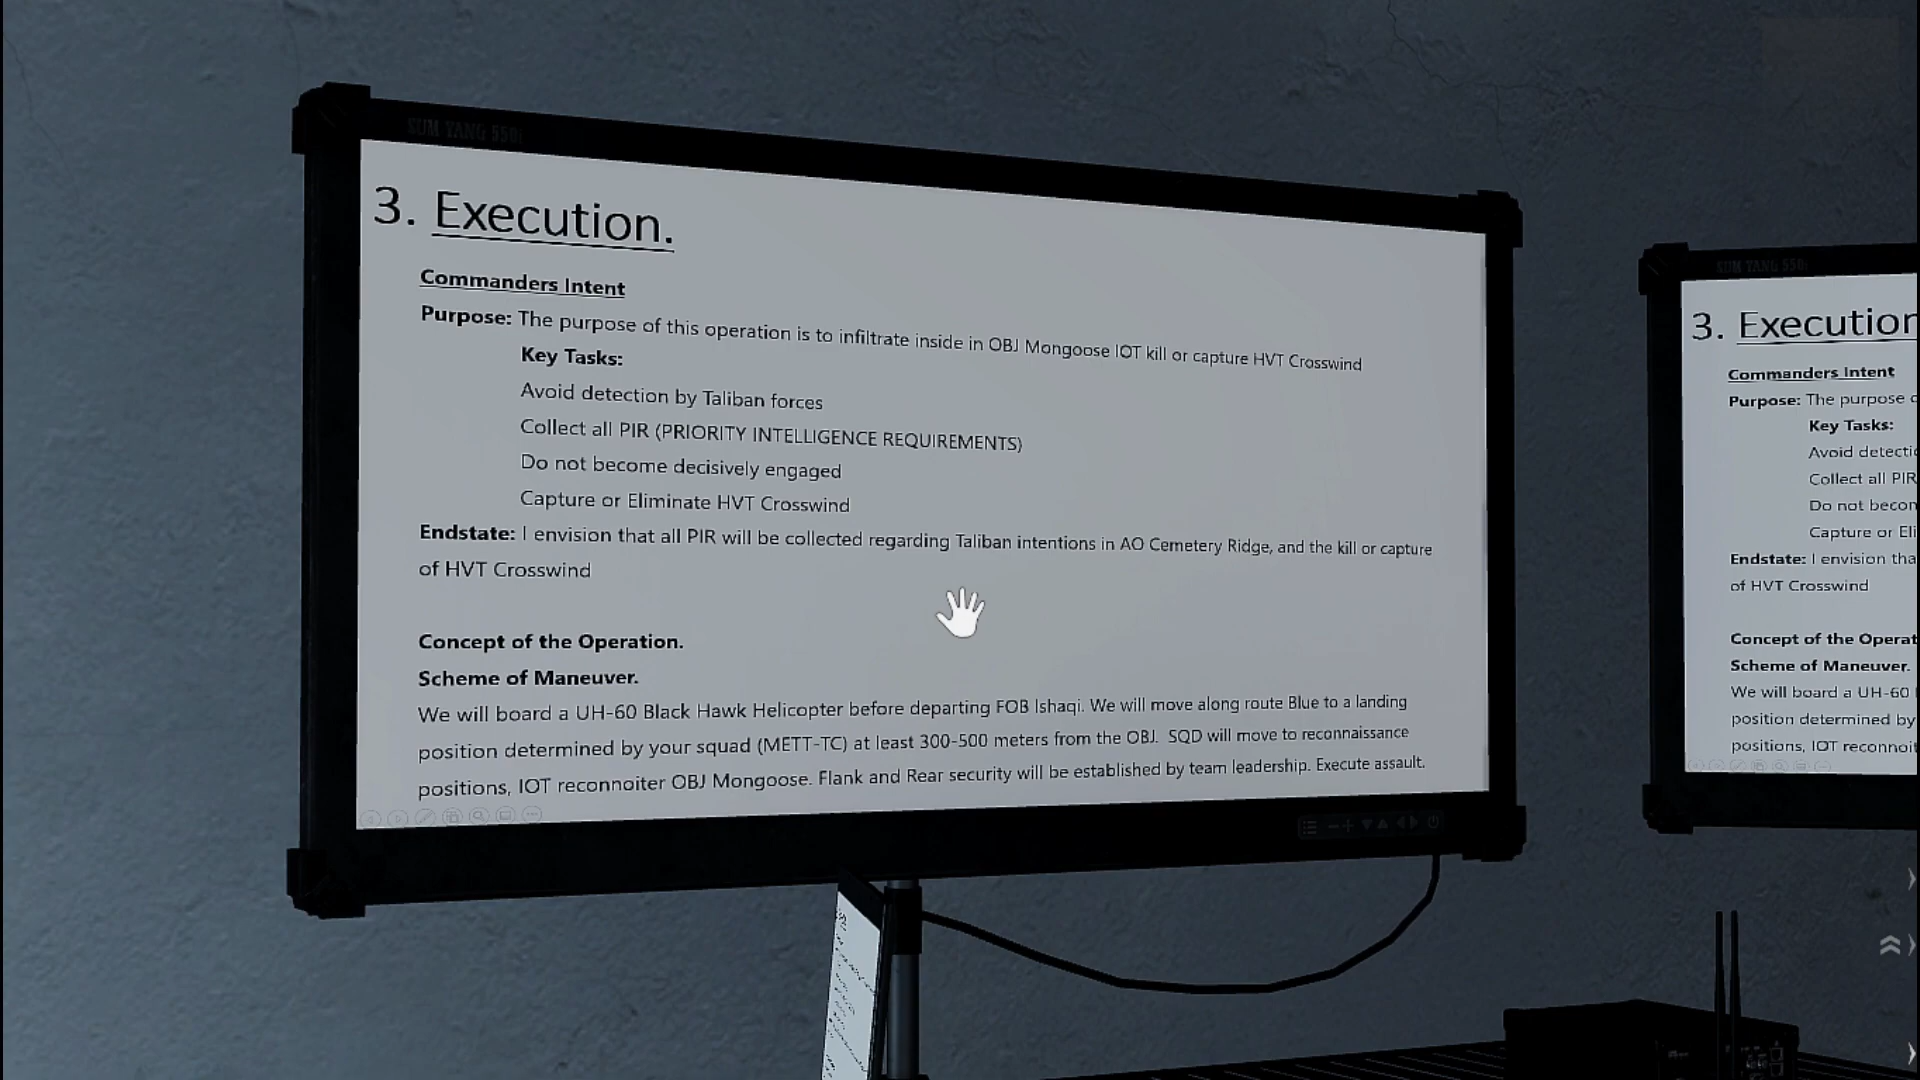 SUM YANG 550i
3. Execution.
Commanders Intent
Purpose: The purpose of this operation is to infiltrate inside in OBJ Mongoose IOT kill or capture HVT Crosswind
Key Tasks:
Avoid detection by Taliban forces
Collect all PIR (PRIORITY INTELLIGENCE REQUIREMENTS)
Do not become decisively engaged
Capture or Eliminate HVT Crosswind
Endstate: I envision that all PIR will be collected regarding Taliban intentions in AO Cemetery Ridge, and the kill or capture
of HVT Crosswind
Concept of the Operation.
Scheme of Maneuver.
We will board a UH-60 Black Hawk Helicopter before departing FOB Ishaqi. We will move along route Blue to a landing
position determined by your squad (METT-TC) at least 300-500 meters from the OBJ. SQD will move to reconnaissance
positions, IOT reconnoiter OBJ Mongoose. Flank and Rear security will be established by team leadership. Execute assault.
SUM YANG 550i
3. Execution
Commanders Intent
Purpose: The purpose
Key Tasks:
Avoid
Collect all PIR
Do not
Capture or
Endstate: I envision
of HVT Crosswind
Concept of the
Scheme of Maneuver.
We will board a UH-60
position determined by
positions, IOT